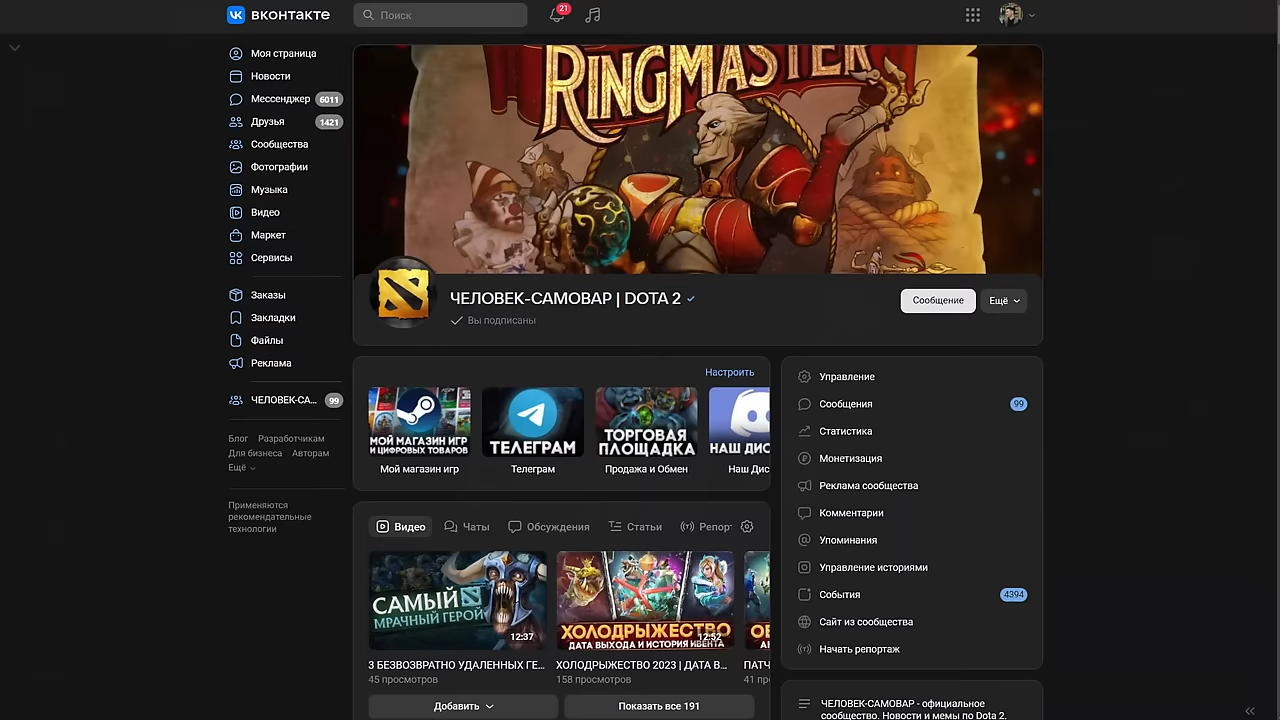 вконтакте
Поиск
21
Моя страница
Новости
Мессенджер 6011
Друзья 1421
Сообщества
Фотографии
Музыка
Видео
Маркет
Сервисы
Заказы
Закладки
Файлы
Реклама
ЧЕЛОВЕК-СА... 99
Блог Разработчикам
Для бизнеса Авторам
Ещё
Применяются
рекомендательные
технологии
RINGMASTER
ЧЕЛОВЕК-САМОВАР | DOTA 2
Вы подписаны
Сообщение
Ещё
Настроить
МОЙ МАГАЗИН ИГР
И ЦИФРОВЫХ ТОВАРОВ
ТЕЛЕГРАМ
ТОРГОВАЯ
ПЛОЩАДКА
НАШ ДИС
Мой магазин игр
Телеграм
Продажа и Обмен
Наш Дис
Видео
Чаты
Обсуждения
Статьи
Репорт
САМЫЙ
МРАЧНЫЙ ГЕРОЙ
12:37
ХОЛОДРЫЖЕСТВО
ДАТА ВЫХОДА И ИСТОРИЯ ИВЕНТА
12:52
3 БЕЗВОЗВРАТНО УДАЛЕННЫХ ГЕ...
45 просмотров
ХОЛОДРЫЖЕСТВО 2023 | ДАТА В...
158 просмотров
ПАТЧ
41 пр
Добавить
Показать все 191
Управление
Сообщения 99
Статистика
Монетизация
Реклама сообщества
Комментарии
Упоминания
Управление историями
События 4394
Сайт из сообщества
Начать репортаж
ЧЕЛОВЕК-САМОВАР - официальное
сообщество. Новости и мемы по Dota 2.